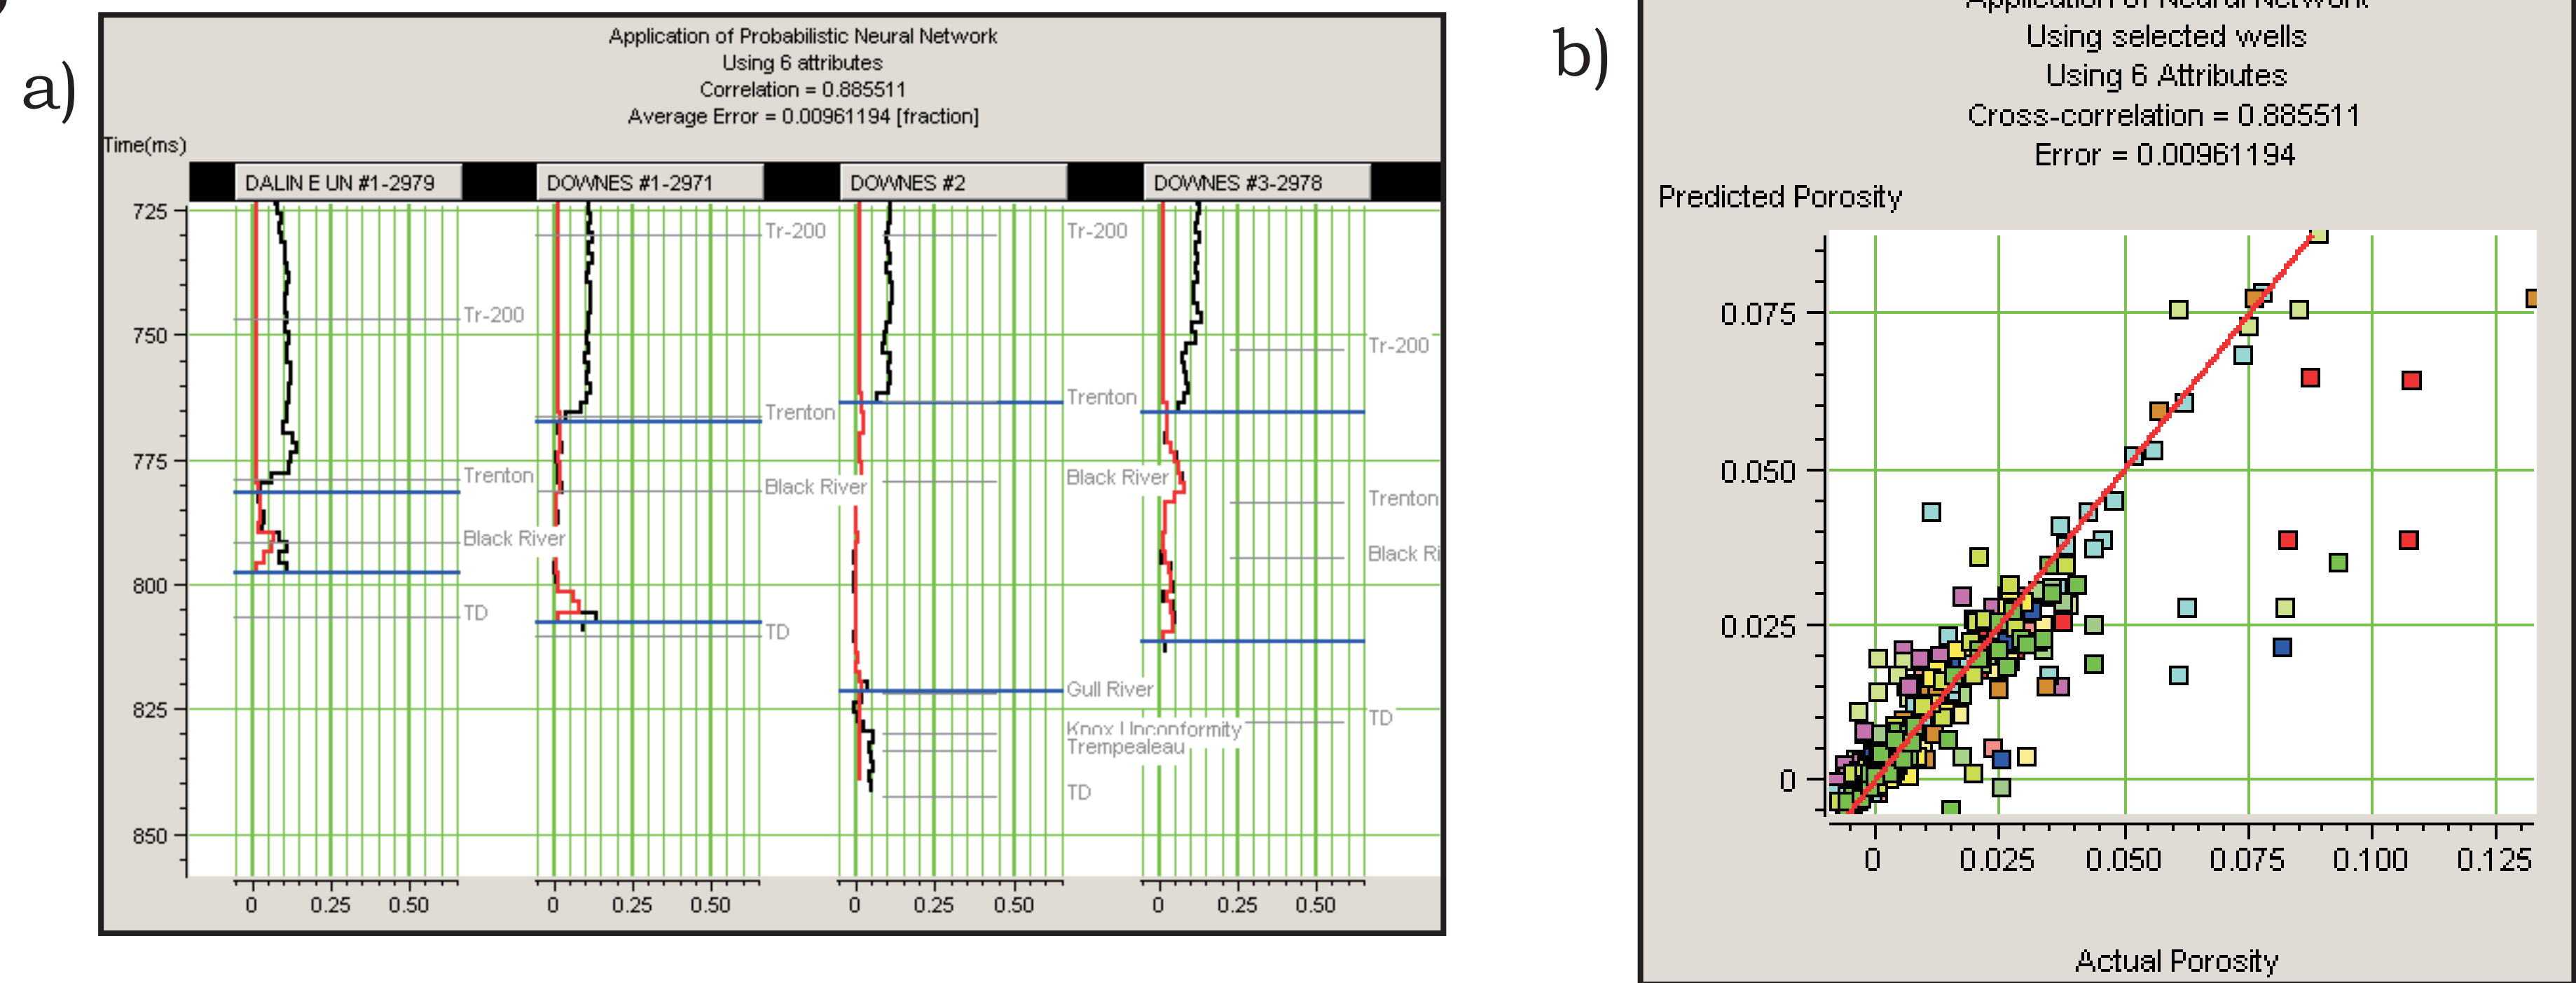 a)
Application of Probabilistic Neural Network
Using 6 attributes
Correlation = 0.885511
Average Error = 0.00961194 [fraction]
Time(ms)
DALIN E UN #1-2979
DOWNES #1-2971
DOWNES #2
DOWNES #3-2978
725
750
775
800
825
850
Tr-200
Trenton
Black River
TD
Tr-200
Trenton
Black River
TD
Tr-200
Trenton
Black River
Gull River
Knox Unconformity
Trempealeau
TD
Tr-200
Trenton
Black Ri
TD
0 0.25 0.50
0 0.25 0.50
0 0.25 0.50
0 0.25 0.50
b)
Application of Neural Network
Using selected wells
Using 6 Attributes
Cross-correlation = 0.885511
Error = 0.00961194
Predicted Porosity
0.075
0.050
0.025
0
0 0.025 0.050 0.075 0.100 0.125
Actual Porosity